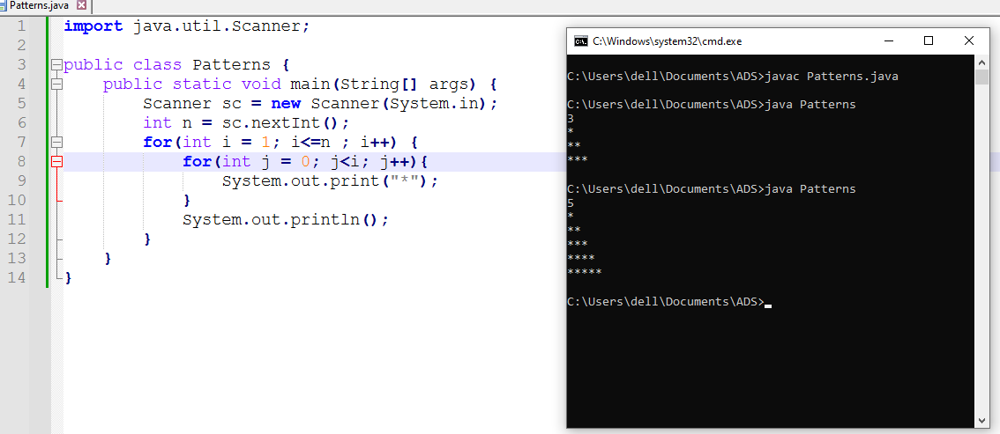 Patterns.java
1 import java.util.Scanner;
2
3 public class Patterns {
4     public static void main(String[] args) {
5         Scanner sc = new Scanner(System.in);
6         int n = sc.nextInt();
7         for(int i = 1; i<=n ; i++) {
8             for(int j = 0; j<i; j++){
9                 System.out.print("*");
10             }
11             System.out.println();
12         }
13     }
14 }
C:\Windows\system32\cmd.exe
C:\Users\dell\Documents\ADS>javac Patterns.java
C:\Users\dell\Documents\ADS>java Patterns
3
*
**
***
C:\Users\dell\Documents\ADS>java Patterns
5
*
**
***
****
*****
C:\Users\dell\Documents\ADS>